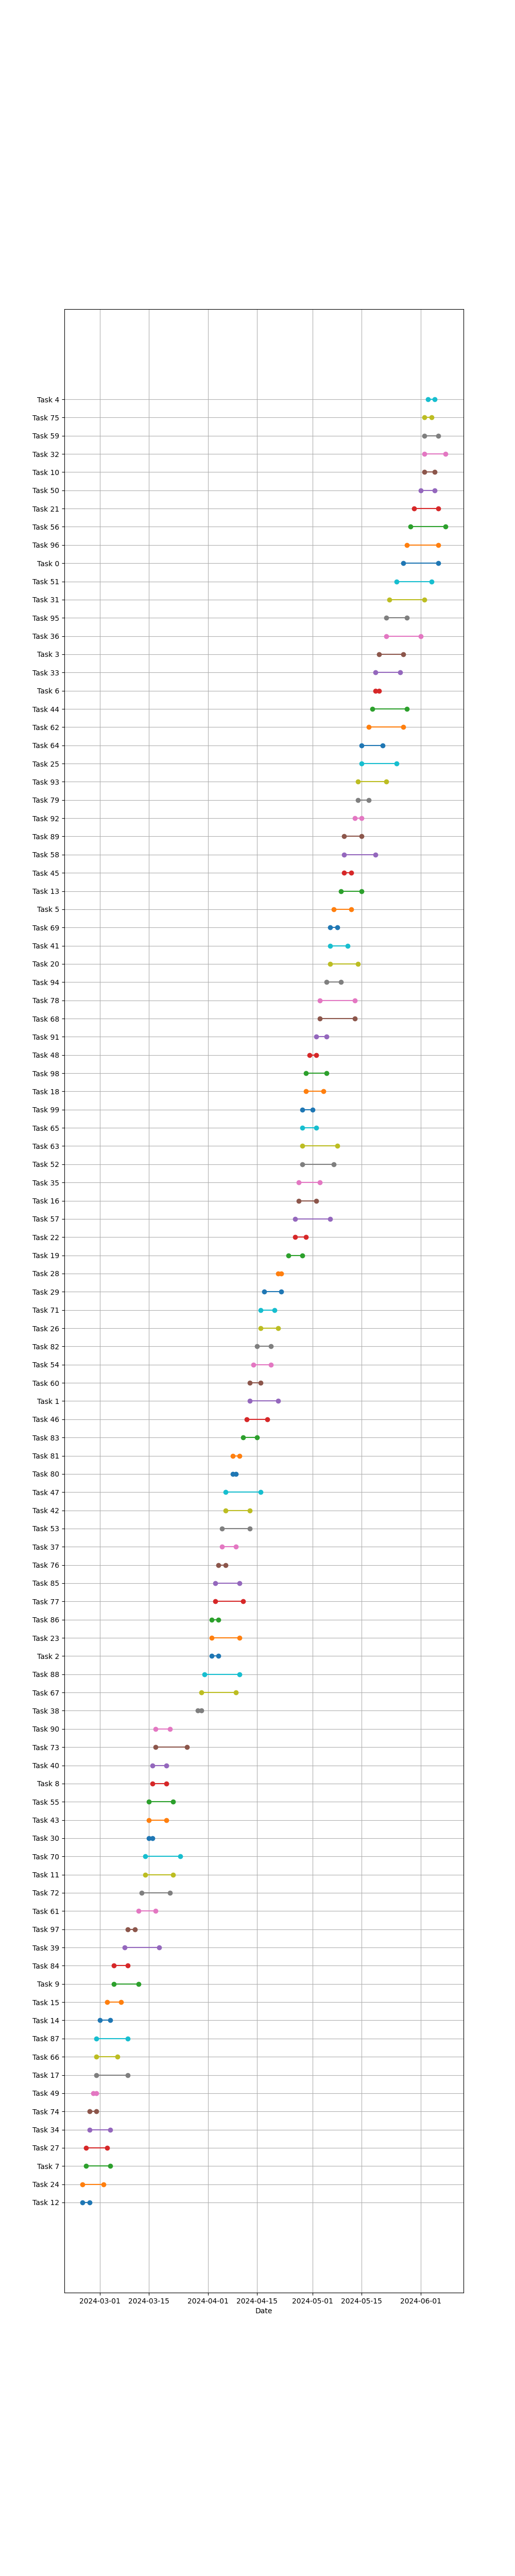 Task 4
Task 75
Task 59
Task 32
Task 10
Task 50
Task 21
Task 56
Task 96
Task 0
Task 51
Task 31
Task 95
Task 36
Task 3
Task 33
Task 6
Task 44
Task 62
Task 64
Task 25
Task 93
Task 79
Task 92
Task 89
Task 58
Task 45
Task 13
Task 5
Task 69
Task 41
Task 20
Task 94
Task 78
Task 68
Task 91
Task 48
Task 98
Task 18
Task 99
Task 65
Task 63
Task 52
Task 35
Task 16
Task 57
Task 22
Task 19
Task 28
Task 29
Task 71
Task 26
Task 82
Task 54
Task 60
Task 1
Task 46
Task 83
Task 81
Task 80
Task 47
Task 42
Task 53
Task 37
Task 76
Task 85
Task 77
Task 86
Task 23
Task 2
Task 88
Task 67
Task 38
Task 90
Task 73
Task 40
Task 8
Task 55
Task 43
Task 30
Task 70
Task 11
Task 72
Task 61
Task 97
Task 39
Task 84
Task 9
Task 15
Task 14
Task 87
Task 66
Task 17
Task 49
Task 74
Task 34
Task 27
Task 7
Task 24
Task 12
2024-03-01 2024-03-15 2024-04-01 2024-04-15 2024-05-01 2024-05-15 2024-06-01
Date